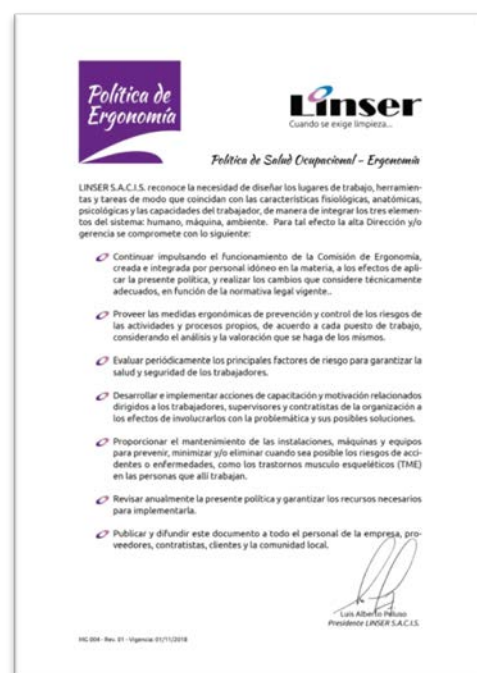 Política de
Ergonomía
Linser
Cuando se exige limpieza...
Política de Salud Ocupacional - Ergonomía
LINSER S.A.C.I.S. reconoce la necesidad de diseñar los lugares de trabajo, herramien-
tas y tareas de modo que coincidan con las características fisiológicas, anatómicas,
psicológicas y las capacidades del trabajador, de manera de integrar los tres elemen-
tos del sistema: humano, máquina, ambiente. Para tal efecto la alta Dirección y/o
gerencia se compromete con lo siguiente:
Continuar impulsando el funcionamiento de la Comisión de Ergonomía,
creada e integrada por personal idóneo en la materia, a los efectos de apli-
car la presente política, y realizar los cambios que considere técnicamente
adecuados, en función de la normativa legal vigente..
Proveer las medidas ergonómicas de prevención y control de los riesgos de
las actividades y procesos propios, de acuerdo a cada puesto de trabajo,
considerando el análisis y la valoración que se haga de los mismos.
Evaluar periódicamente los principales factores de riesgo para garantizar la
salud y seguridad de los trabajadores.
Desarrollar e implementar acciones de capacitación y motivación relacionados
dirigidos a los trabajadores, supervisores y contratistas de la organización a
los efectos de involucrarlos con la problemática y sus posibles soluciones.
Proporcionar el mantenimiento de las instalaciones, máquinas y equipos
para prevenir, minimizar y/o eliminar cuando sea posible los riesgos de acci-
dentes o enfermedades, como los trastornos musculo esqueléticos (TME)
en las personas que allí trabajan.
Revisar anualmente la presente política y garantizar los recursos necesarios
para implementarla.
Publicar y difundir este documento a todo el personal de la empresa, pro-
veedores, contratistas, clientes y la comunidad local.
Luis Alberto Peluso
Presidente LINSER S.A.C.I.S.
MG 004 - Rev. 01 - Vigencia: 01/11/2018